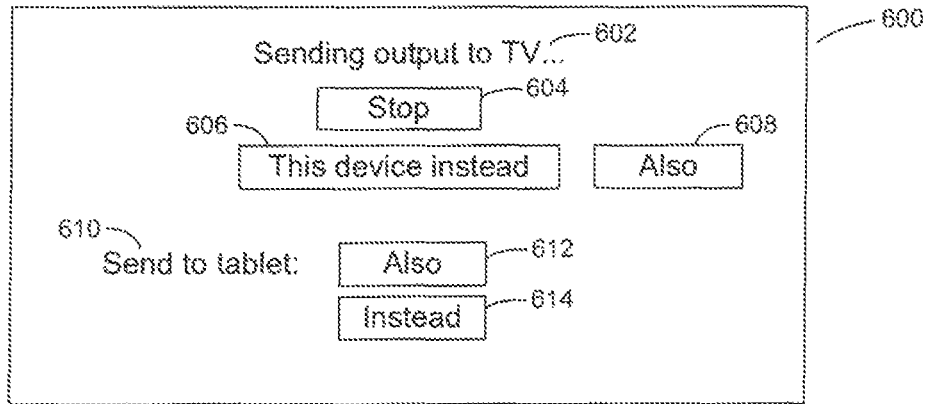 600
Sending output to TV... 602
Stop 604
606 608
This device instead Also
610
Send to tablet: Also 612
Instead 614